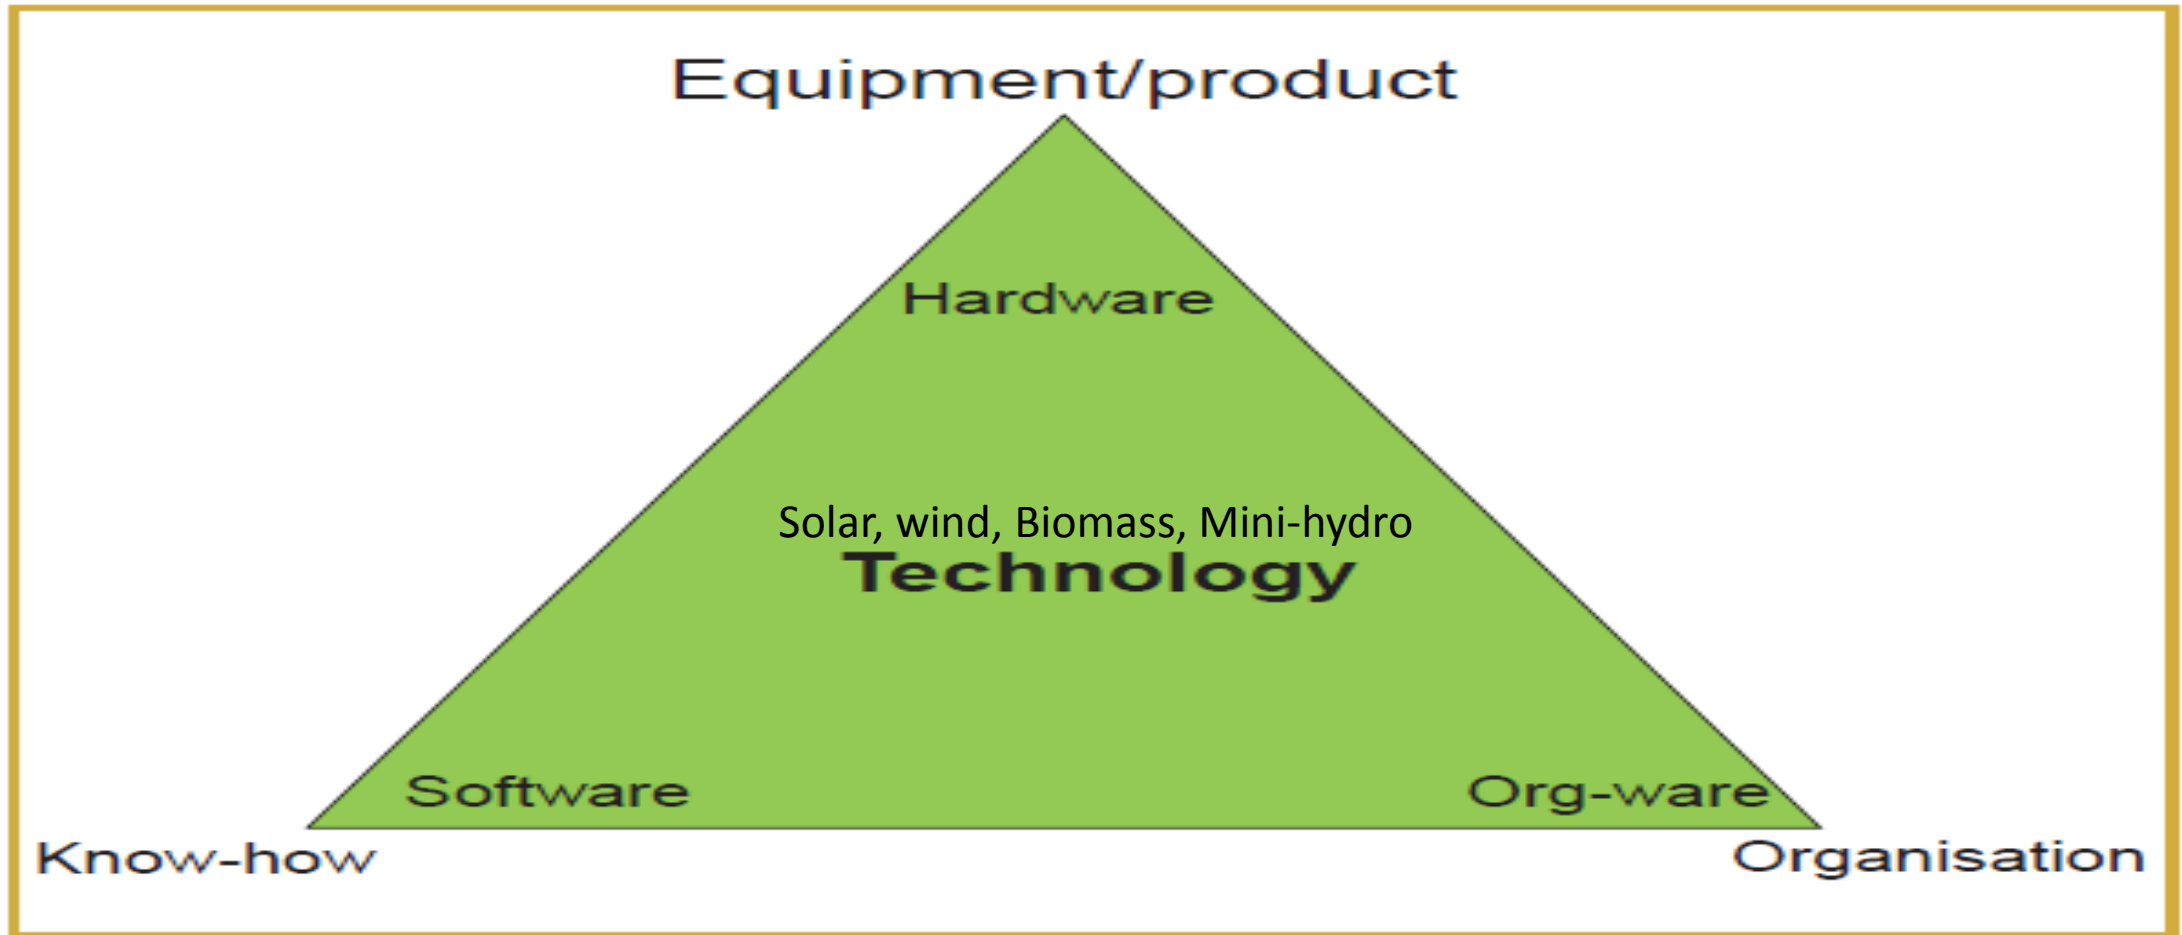 Equipment/product
Hardware
Solar, wind, Biomass, Mini-hydro
Technology
Software
Org-ware
Know-how
Organisation